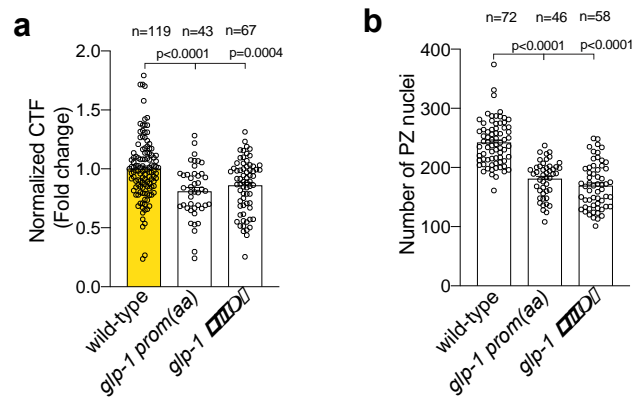 a
n=119 n=43 n=67
p<0.0001 p=0.0004
Normalized CTF
(Fold change)
2.0
1.5
1.0
0.5
0.0
wild-type
glp-1 prom(aa)
glp-1
b
n=72 n=46 n=58
p<0.0001 p<0.0001
Number of PZ nuclei
400
300
200
100
0
wild-type
glp-1 prom(aa)
glp-1